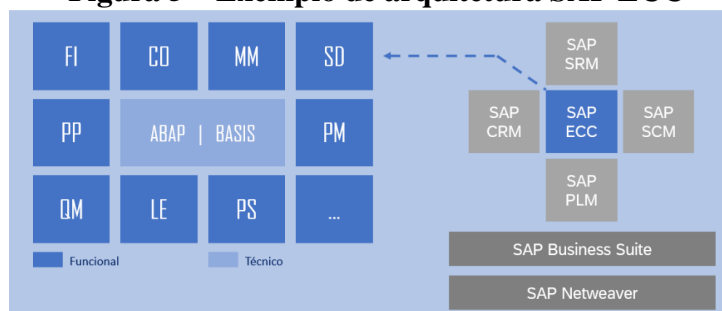 Figura 3 – Exemplo de arquitetura SAP ECC
FI CO MM SD
PP ABAP | BASIS PM
QM LE PS ...
Funcional Técnico
SAP
SRM
SAP
CRM
SAP
ECC
SAP
SCM
SAP
PLM
SAP Business Suite
SAP Netweaver